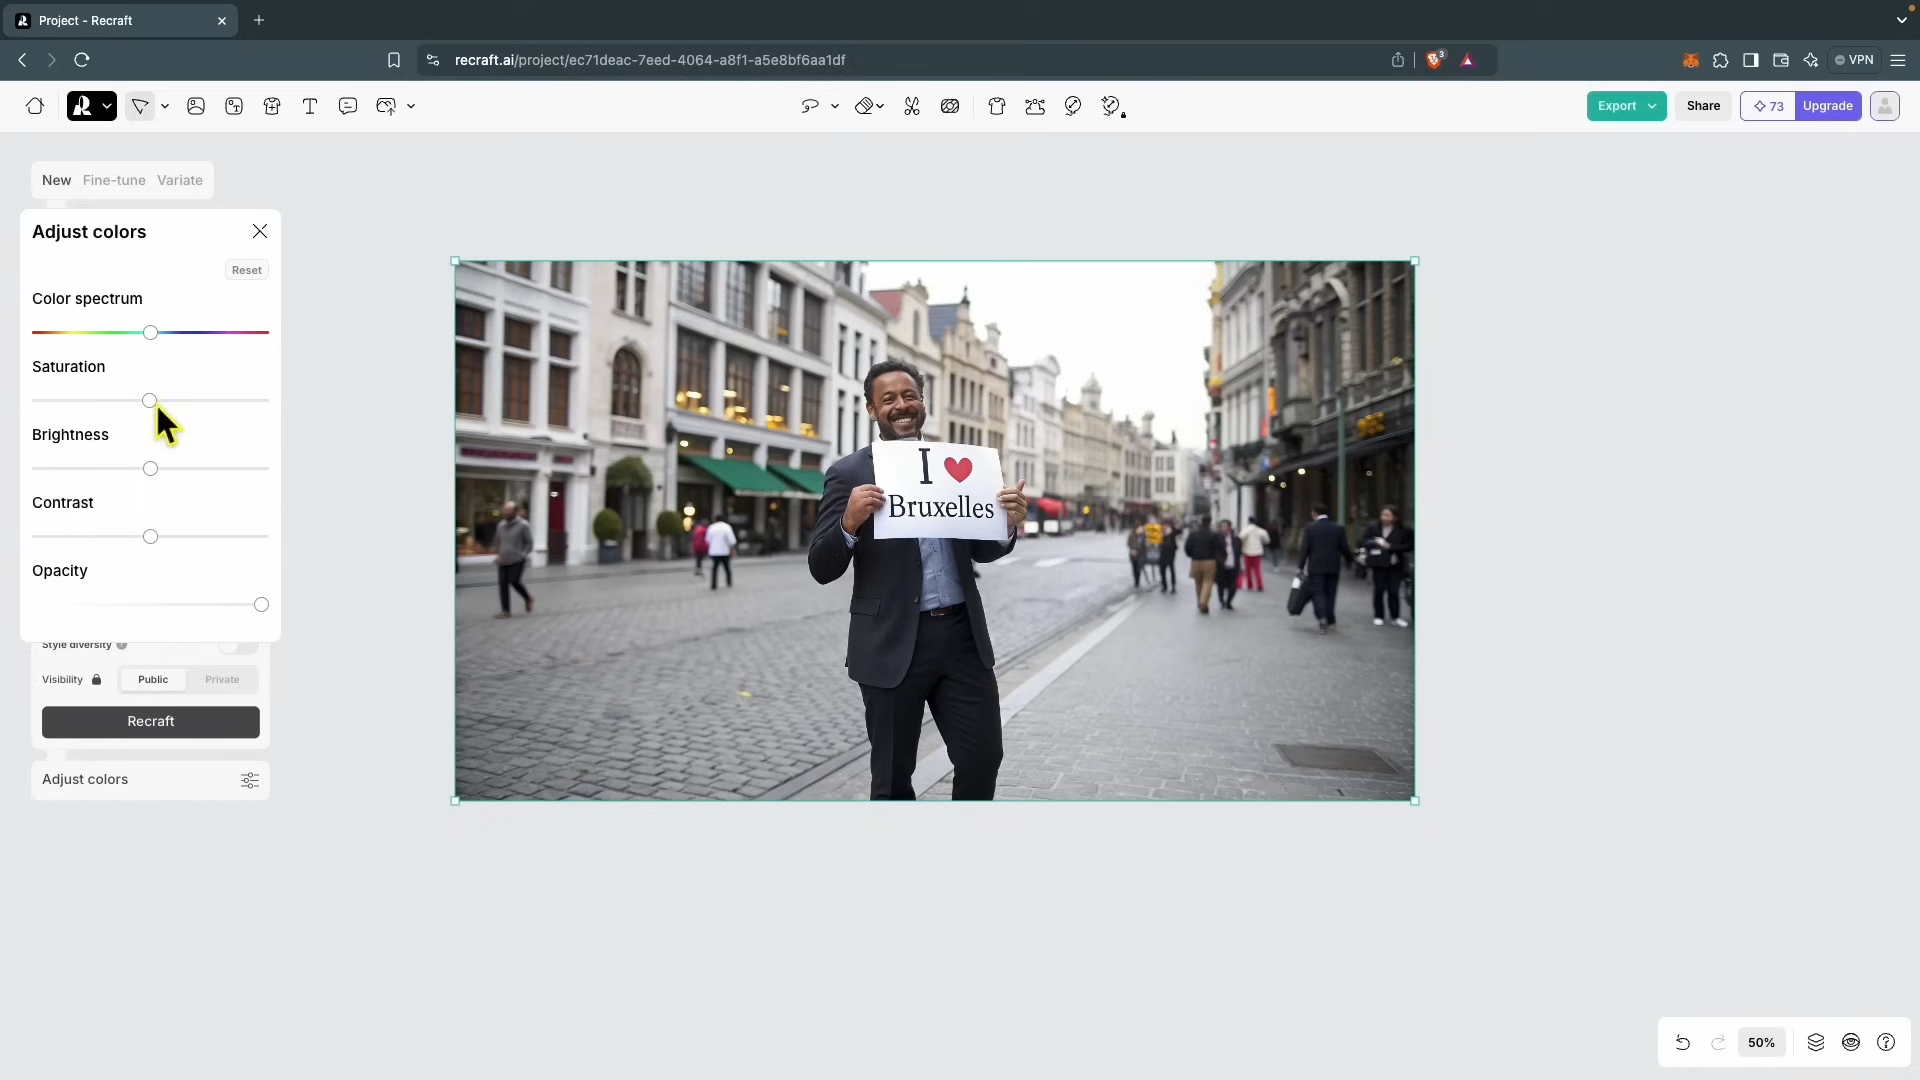 Project - Recraft
recraft.ai/project/ec71deac-7eed-4064-a8f1-a5e8bf6aa1df
3
VPN
Export
Share
73
Upgrade
New Fine-tune Variate
Adjust colors
Reset
Color spectrum
Saturation
Brightness
Contrast
Opacity
Style diversity
Visibility
Public
Private
Recraft
Adjust colors
I ❤
Bruxelles
50%